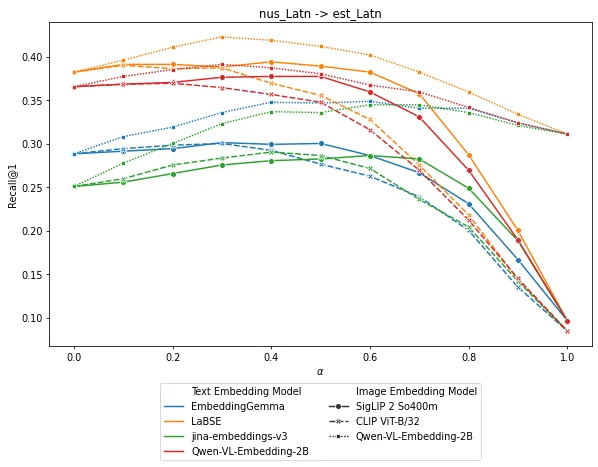 nus_Latn -> est_Latn
0.40
0.35
0.30
0.25
0.20
0.15
0.10
Recall@1
0.0 0.2 0.4 0.6 0.8 1.0
α
Text Embedding Model Image Embedding Model
EmbeddingGemma SigLIP 2 So400m
LaBSE CLIP ViT-B/32
jina-embeddings-v3 Qwen-VL-Embedding-2B
Qwen-VL-Embedding-2B